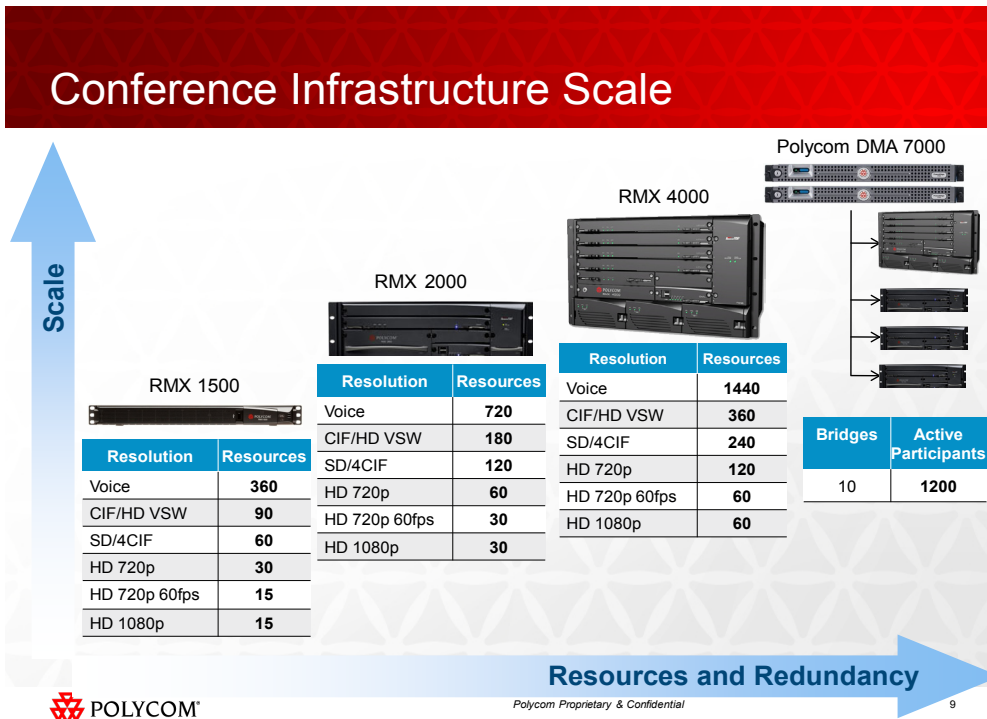 Conference Infrastructure Scale
Polycom DMA 7000
RMX 4000
RMX 2000
RMX 1500
Scale
Resolution Resources
Voice 360
CIF/HD VSW 90
SD/4CIF 60
HD 720p 30
HD 720p 60fps 15
HD 1080p 15
Resolution Resources
Voice 720
CIF/HD VSW 180
SD/4CIF 120
HD 720p 60
HD 720p 60fps 30
HD 1080p 30
Resolution Resources
Voice 1440
CIF/HD VSW 360
SD/4CIF 240
HD 720p 120
HD 720p 60fps 60
HD 1080p 60
Bridges Active
Participants
10 1200
Resources and Redundancy
POLYCOM
Polycom Proprietary & Confidential
9